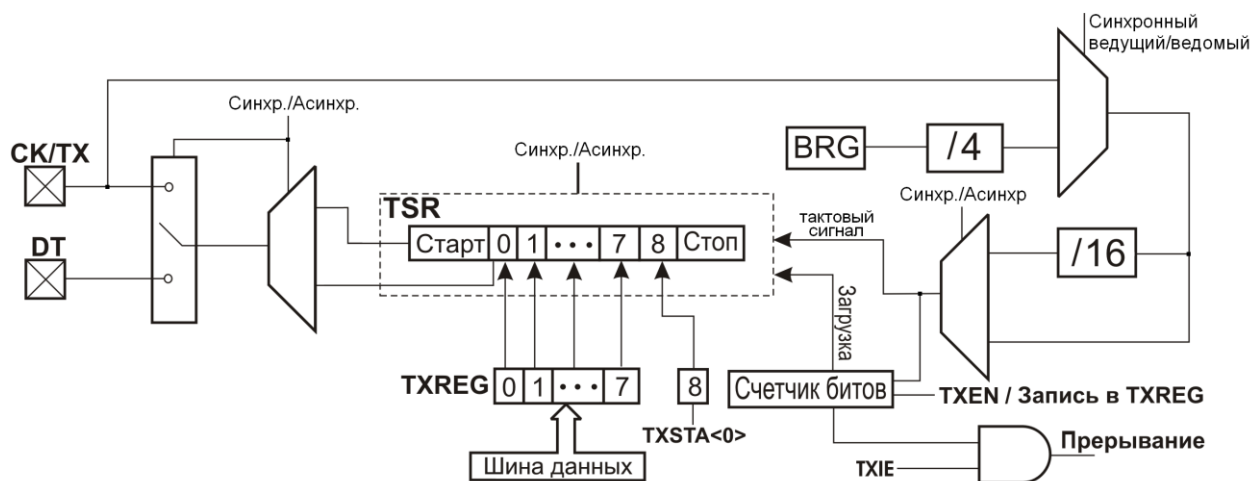 Синхронный
ведущий/ведомый
Синхр./Асинхр.
CK/TX
Синхр./Асинхр.
BRG
/4
Синхр./Асинхр
TSR
тактовый
сигнал
DT
Старт 0 1 ••• 7 8 Стоп
/16
Загрузка
TXREG 0 1 ••• 7
8
Счетчик битов
TXEN / Запись в TXREG
TXSTA<0>
Прерывание
Шина данных
TXIE